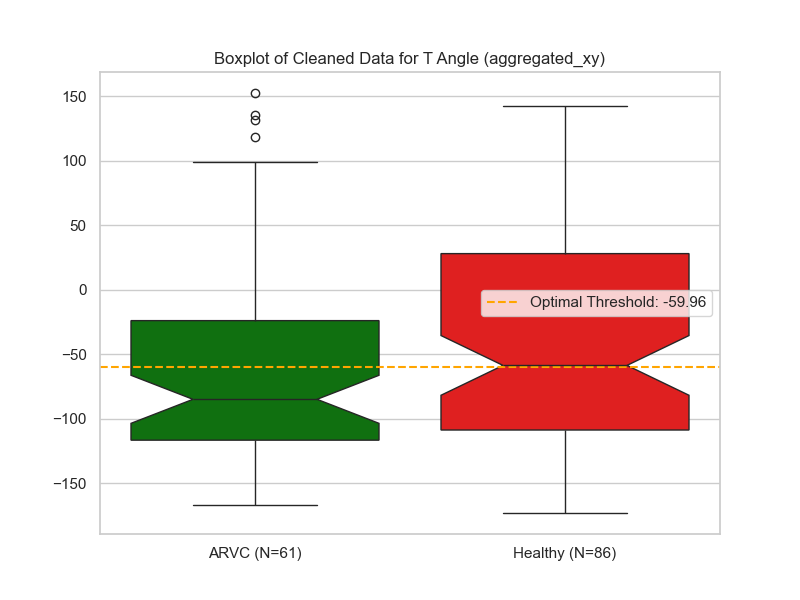 Boxplot of Cleaned Data for T Angle (aggregated_xy)
150
100
50
0
−50
−100
−150
Optimal Threshold: -59.96
ARVC (N=61)
Healthy (N=86)